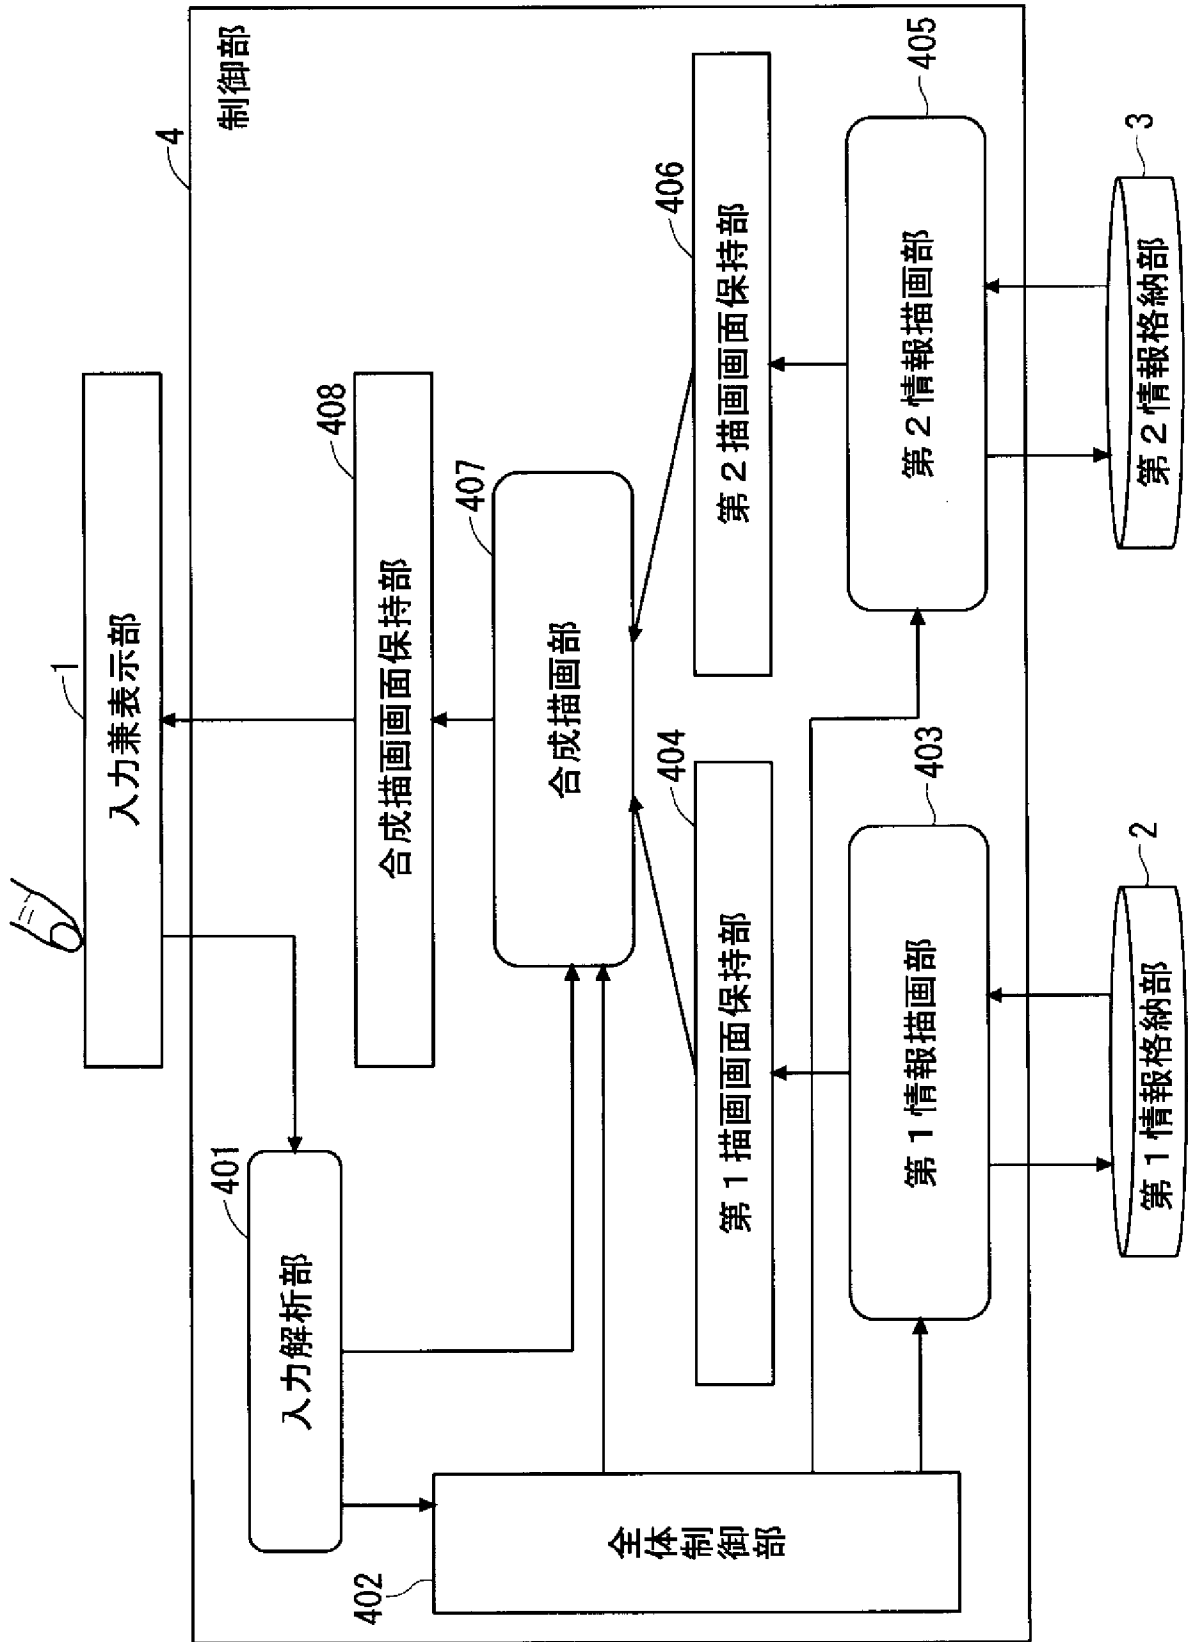 1
入力兼表示部
4
制御部
401
入力解析部
408
合成描画画面保持部
407
合成描画部
402
全体制御部
404
第1描画画面保持部
406
第2描画画面保持部
403
第1情報描画部
405
第2情報描画部
2
第1情報格納部
3
第2情報格納部